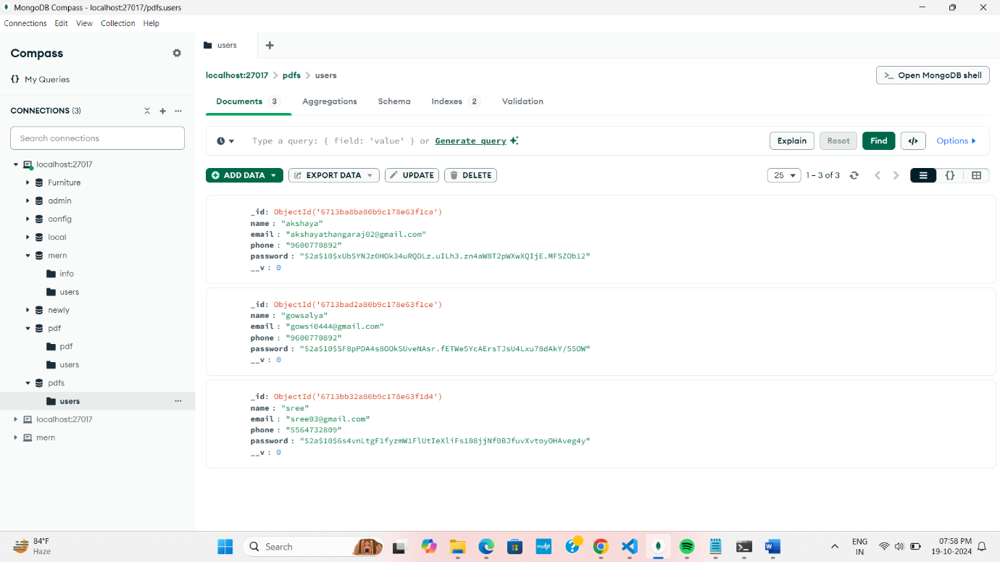 MongoDB Compass - localhost:27017/pdfs.users
Connections Edit View Collection Help
Compass
{} My Queries
CONNECTIONS (3)
Search connections
localhost:27017
Furniture
admin
config
local
mern
info
users
newly
pdf
pdf
users
pdfs
users
localhost:27017
mern
users
localhost:27017 > pdfs > users
>_ Open MongoDB shell
Documents 3 Aggregations Schema Indexes 2 Validation
Type a query: { field: 'value' } or Generate query
Explain Reset Find </> Options
ADD DATA EXPORT DATA UPDATE DELETE
25 1 – 3 of 3 {}
_id: ObjectId('6713ba8ba80b9c178e63f1ca')
name : "akshaya"
email : "akshayathangaraj02@gmail.com"
phone : "9600770892"
password : "$2a$10$xUbSYNJz0HOk34uRQDLz.uILh3.zn4aW8T2pWXwXQIjE.MF5ZOb12"
__v : 0
_id: ObjectId('6713bad2a80b9c178e63f1ce')
name : "gowsalya"
email : "gowsi0444@gmail.com"
phone : "9600770892"
password : "$2a$10$SF8pPDA4s8OOkSUveNAsr.fETWe5YcAErsTJsU4Lxu78dAkY/55OW"
__v : 0
_id: ObjectId('6713bb32a80b9c178e63f1d4')
name : "sree"
email : "sree03@gmail.com"
phone : "5564732809"
password : "$2a$10$6s4vnLtgF1fyzmW1FlUtIeXliFs108jjNf0BJfuvXvtoyOHAveg4y"
__v : 0
84°F
Haze
Search
myhp
ENG
IN
07:58 PM
19-10-2024